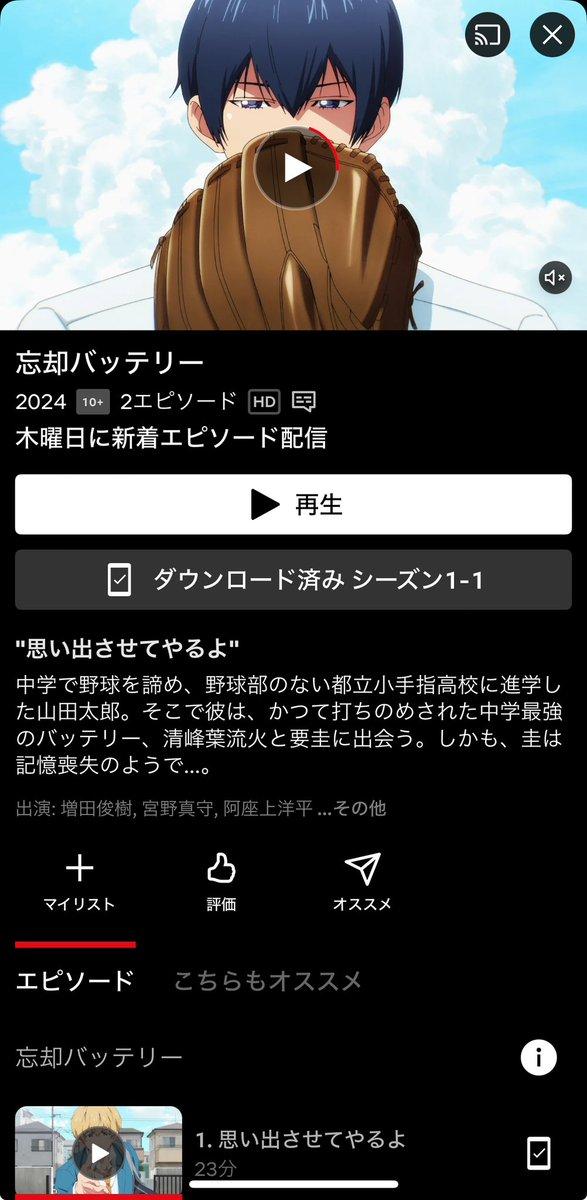 忘却バッテリー
2024 10+ 2エピソード HD
木曜日に新着エピソード配信
再生
ダウンロード済み シーズン1-1
"思い出させてやるよ"
中学で野球を諦め、野球部のない都立小手指高校に進学し
た山田太郎。そこで彼は、かつて打ちのめされた中学最強
のバッテリー、清峰葉流火と要圭に出会う。しかも、圭は
記憶喪失のようで...。
出演: 増田俊樹, 宮野真守, 阿座上洋平 ...その他
マイリスト 評価 オススメ
エピソード こちらもオススメ
忘却バッテリー
1. 思い出させてやるよ
23分